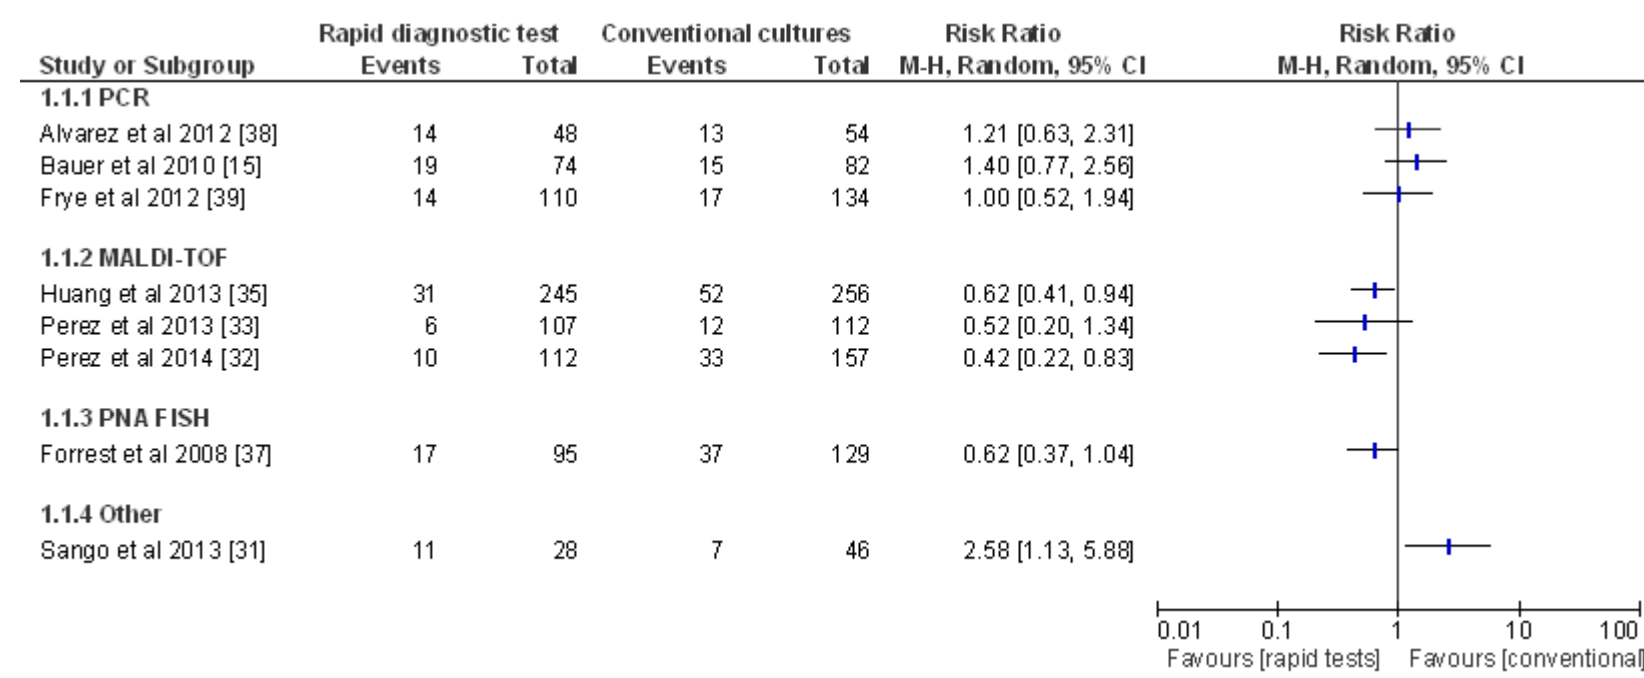 Rapid diagnostic test Conventional cultures Risk Ratio Risk Ratio
Study or Subgroup Events Total Events Total M-H, Random, 95% CI M-H, Random, 95% CI
1.1.1 PCR
Alvarez et al 2012 [38] 14 48 13 54 1.21 [0.63, 2.31]
Bauer et al 2010 [15] 19 74 15 82 1.40 [0.77, 2.56]
Frye et al 2012 [39] 14 110 17 134 1.00 [0.52, 1.94]
1.1.2 MALDI-TOF
Huang et al 2013 [35] 31 245 52 256 0.62 [0.41, 0.94]
Perez et al 2013 [33] 6 107 12 112 0.52 [0.20, 1.34]
Perez et al 2014 [32] 10 112 33 157 0.42 [0.22, 0.83]
1.1.3 PNA FISH
Forrest et al 2008 [37] 17 95 37 129 0.62 [0.37, 1.04]
1.1.4 Other
Sango et al 2013 [31] 11 28 7 46 2.58 [1.13, 5.88]
0.01 0.1 1 10 100
Favours [rapid tests] Favours [conventional]